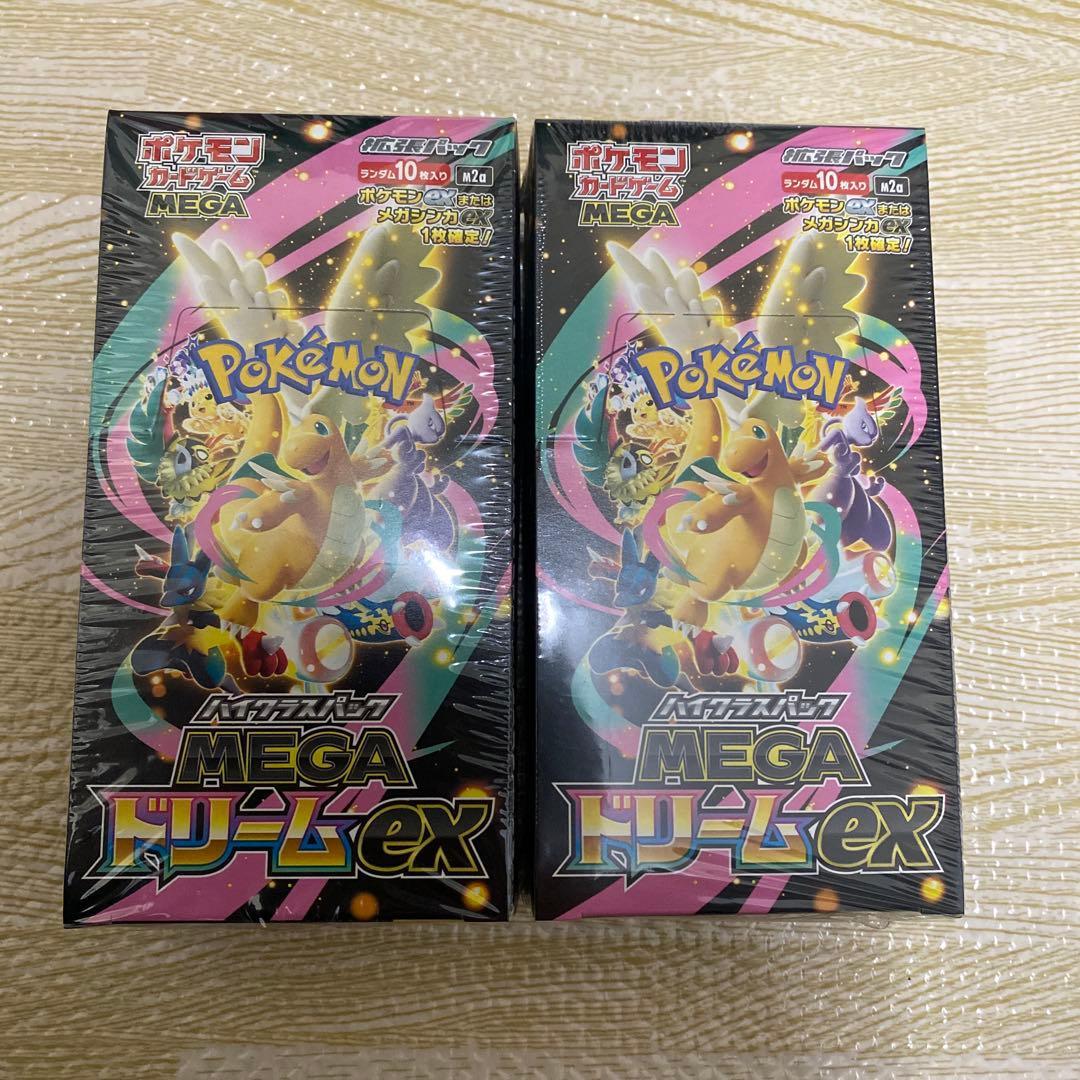 ポケモン
カードゲーム
MEGA
拡張パック
ランダム10枚入り M2a
ポケモンexまたは
メガシンカex
1枚確定！
POKéMON
ハイクラスパック
MEGA
ドリームex
ポケモン
カードゲーム
MEGA
拡張パック
ランダム10枚入り M2a
ポケモンexまたは
メガシンカex
1枚確定！
POKéMON
TM
ハイクラスパック
MEGA
ドリームex